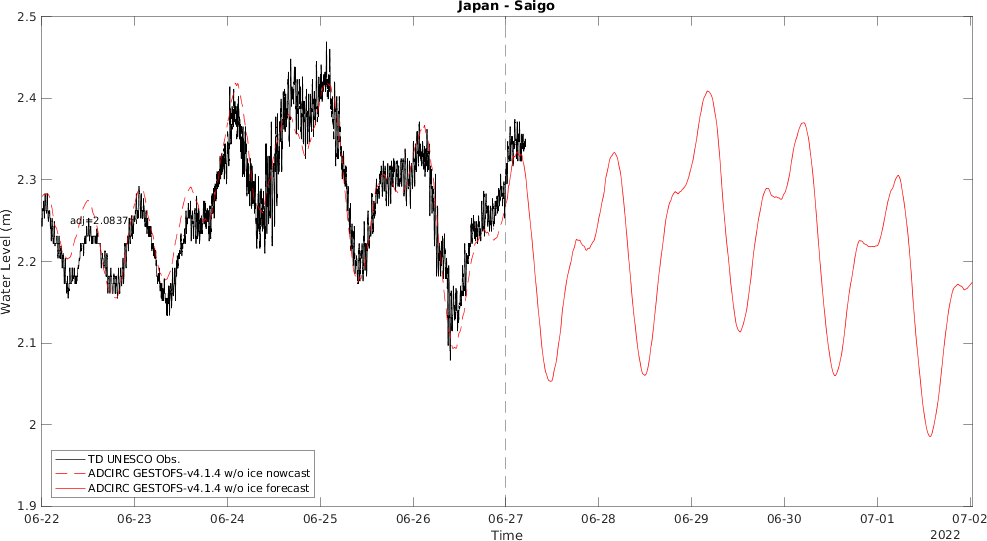 Japan - Saigo
2.5
2.4
2.3
2.2
2.1
2
1.9
Water Level (m)
adj=2.0837m
TD UNESCO Obs.
ADCIRC GESTOFS-v4.1.4 w/o ice nowcast
ADCIRC GESTOFS-v4.1.4 w/o ice forecast
06-22 06-23 06-24 06-25 06-26 06-27 06-28 06-29 06-30 07-01 07-02
Time
2022